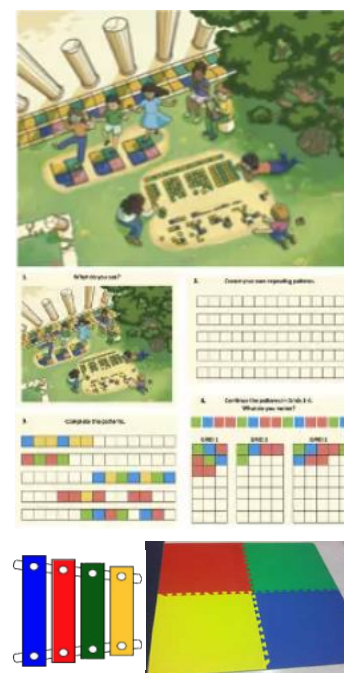 1. What do you see?
2. Create your own repeating patterns.
3. Complete the patterns.
4. Continue the patterns in Grids 1-3.
What do you notice?
GRID 1
GRID 2
GRID 3